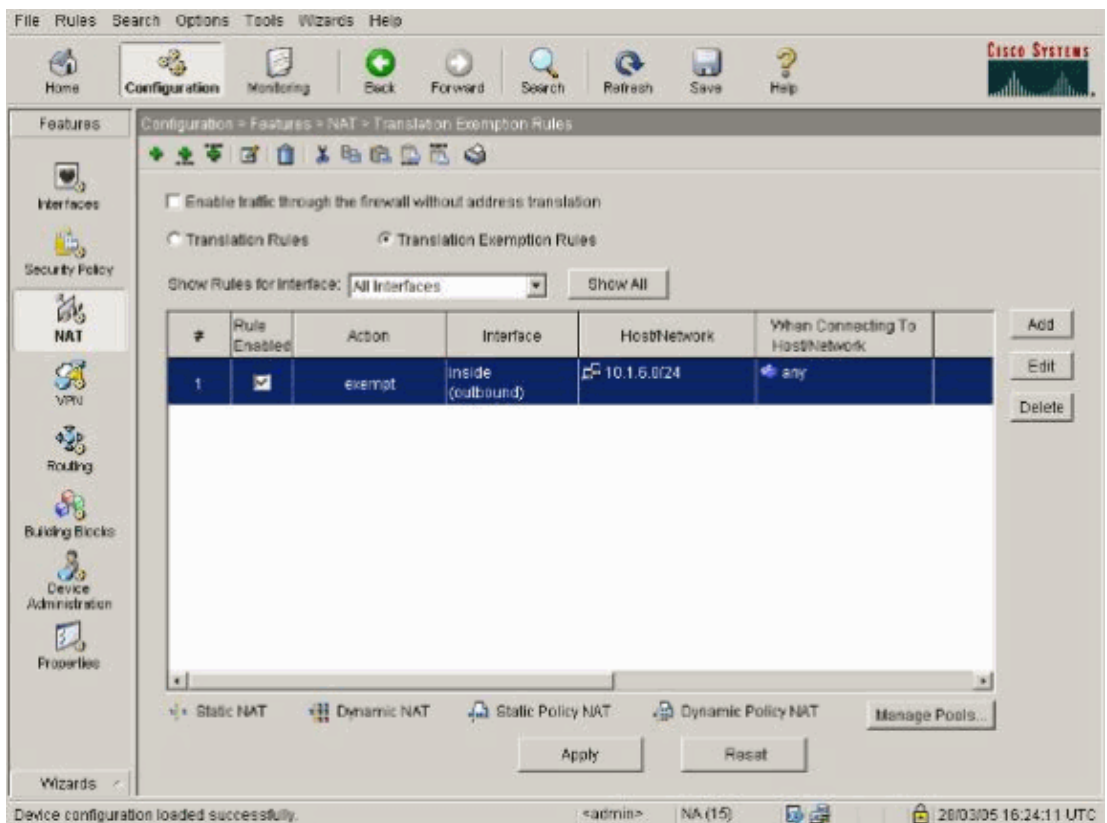 File Rules Search Options Tools Wizards Help
Home Configuration Monitoring Back Forward Search Refresh Save Help
CISCO SYSTEMS
Features
Configuration > Features > NAT > Translation Exemption Rules
Interfaces
Security Policy
NAT
VPN
Routing
Building Blocks
Device
Administration
Properties
Wizards
Enable traffic through the firewall without address translation
Translation Rules Translation Exemption Rules
Show Rules for Interface: All Interfaces Show All
# Rule Enabled Action Interface Host/Network When Connecting To Host/Network
1 exempt inside (outbound) 10.1.6.0/24 any
Add
Edit
Delete
Static NAT Dynamic NAT Static Policy NAT Dynamic Policy NAT Manage Pools...
Apply Reset
Device configuration loaded successfully. <admin> NA (15) 28/03/05 16:24:11 UTC